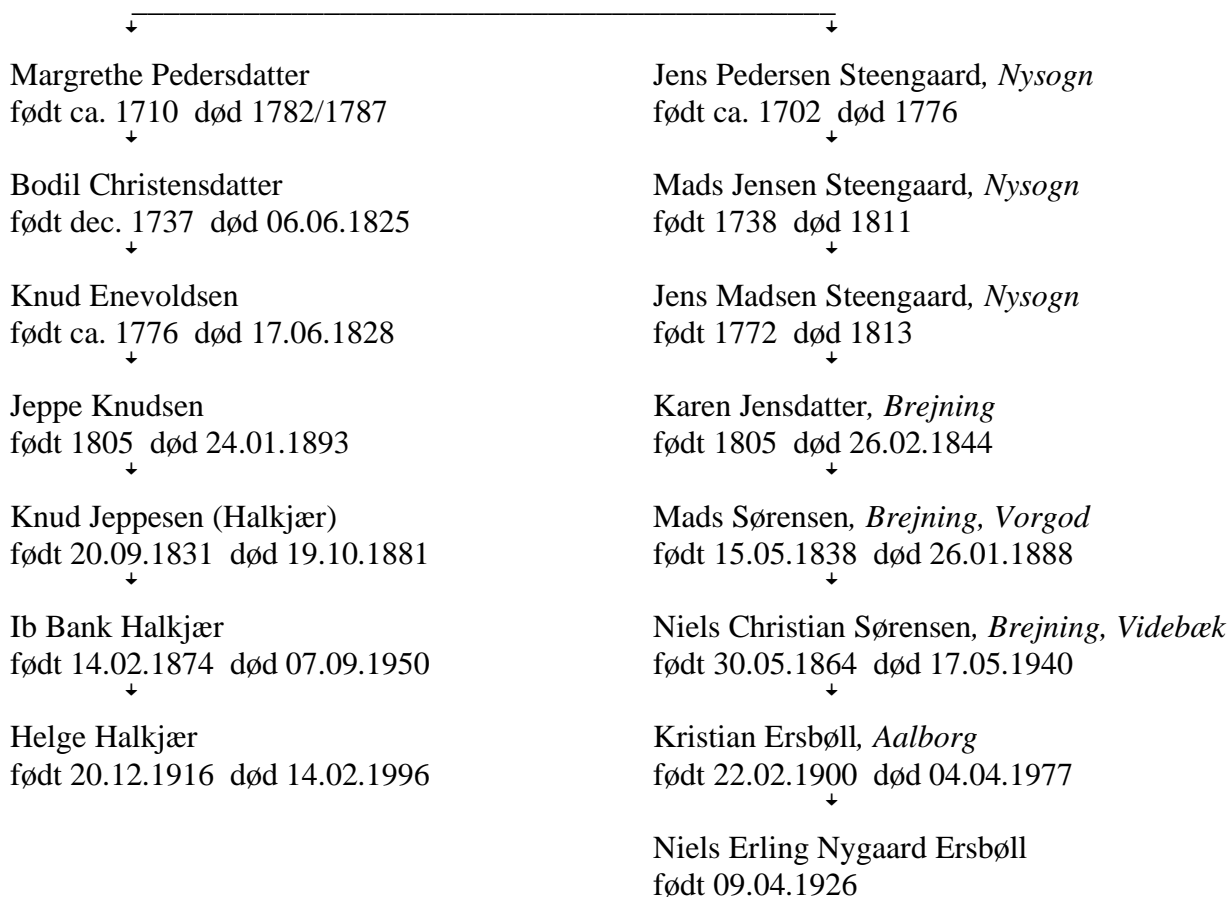 Margrethe Pedersdatter
født ca. 1710 død 1782/1787
Bodil Christensdatter
født dec. 1737 død 06.06.1825
Knud Enevoldsen
født ca. 1776 død 17.06.1828
Jeppe Knudsen
født 1805 død 24.01.1893
Knud Jeppesen (Halkjær)
født 20.09.1831 død 19.10.1881
Ib Bank Halkjær
født 14.02.1874 død 07.09.1950
Helge Halkjær
født 20.12.1916 død 14.02.1996
Jens Pedersen Steengaard, Nysogn
født ca. 1702 død 1776
Mads Jensen Steengaard, Nysogn
født 1738 død 1811
Jens Madsen Steengaard, Nysogn
født 1772 død 1813
Karen Jensdatter, Brejning
født 1805 død 26.02.1844
Mads Sørensen, Brejning, Vorgod
født 15.05.1838 død 26.01.1888
Niels Christian Sørensen, Brejning, Videbæk
født 30.05.1864 død 17.05.1940
Kristian Ersbøll, Aalborg
født 22.02.1900 død 04.04.1977
Niels Erling Nygaard Ersbøll
født 09.04.1926